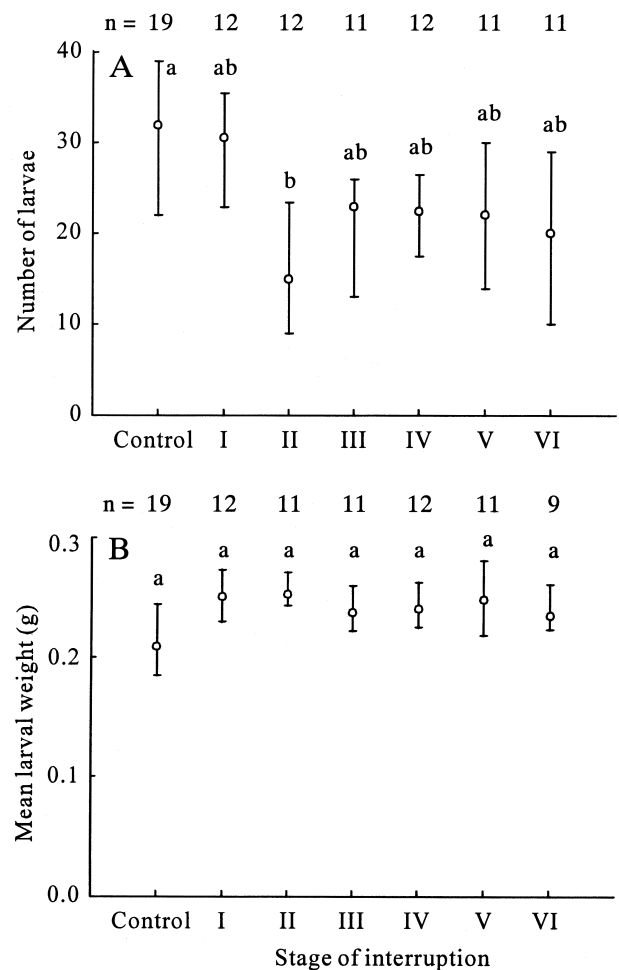 n = 19 12 12 11 12 11 11
40
A
a ab
ab
ab
ab
ab
30
b
20
10
0
Number of larvae
Control I II III IV V VI
n = 19 12 11 11 12 11 9
0.3
B
a a a a a a a
0.2
0.1
0.0
Mean larval weight (g)
Control I II III IV V VI
Stage of interruption